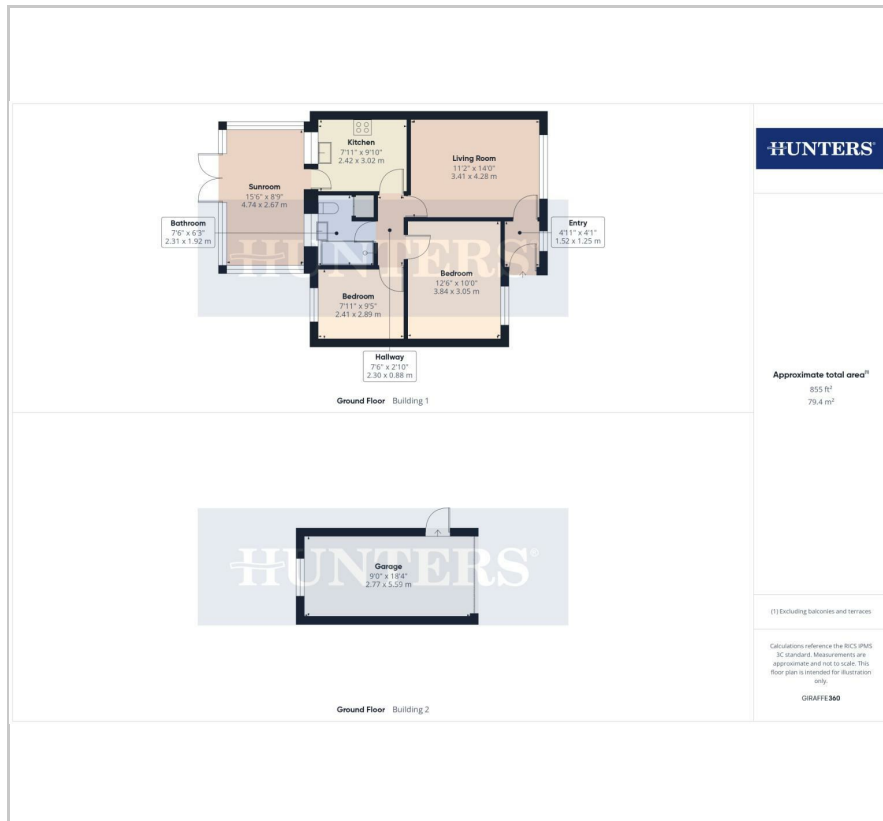 Kitchen
7'11" x 9'10"
2.42 x 3.02 m
Living Room
11'2" x 14'0"
3.41 x 4.28 m
Sunroom
15'6" x 8'9"
4.74 x 2.67 m
Bathroom
7'6" x 6'3"
2.31 x 1.92 m
Entry
4'11" x 4'1"
1.52 x 1.25 m
HUNTERS
Bedroom
12'6" x 10'0"
3.84 x 3.05 m
Bedroom
7'11" x 9'5"
2.41 x 2.89 m
Hallway
7'6" x 2'10"
2.30 x 0.88 m
Ground Floor Building 1
HUNTERS®
Garage
9'0" x 18'4"
2.77 x 5.59 m
Ground Floor Building 2
HUNTERS®
Approximate total area(1)
855 ft²
79.4 m²
(1) Excluding balconies and terraces
Calculations reference the RICS IPMS
3C standard. Measurements are
approximate and not to scale. This
floor plan is intended for illustration
only.
GIRAFFE360